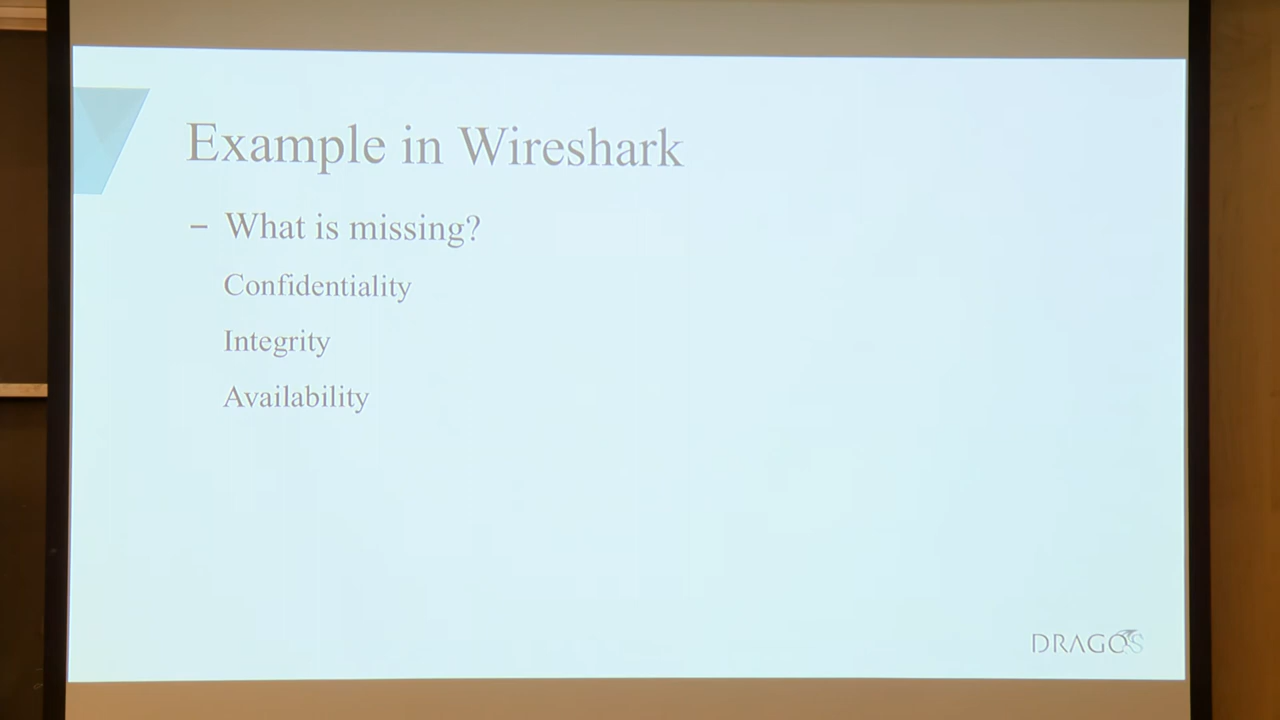 Example in Wireshark
– What is missing?
Confidentiality
Integrity
Availability
DRAGOS